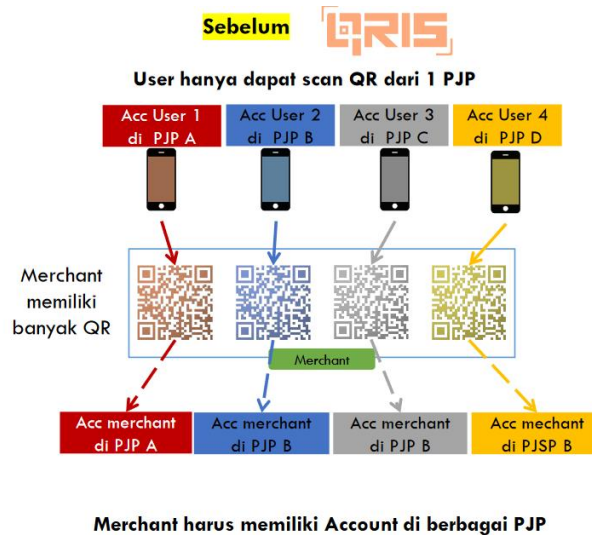 Sebelum QRIS
User hanya dapat scan QR dari 1 PJP
Acc User 1
di PJP A
Acc User 2
di PJP B
Acc User 3
di PJP C
Acc User 4
di PJP D
Merchant
memiliki
banyak QR
Merchant
Acc merchant
di PJP A
Acc merchant
di PJP B
Acc merchant
di PJP B
Acc mechant
di PJSP B
Merchant harus memiliki Account di berbagai PJP